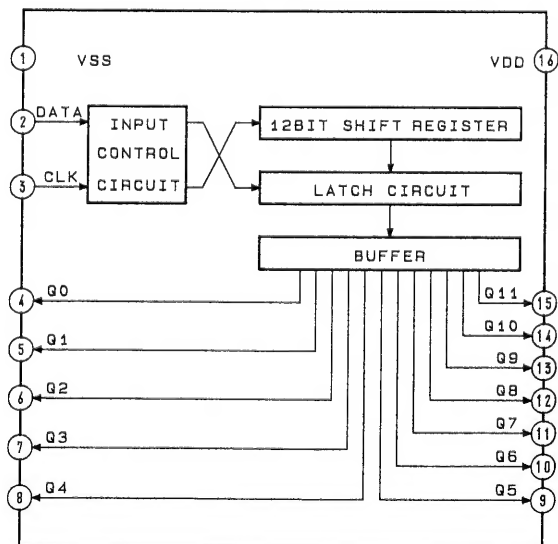 1 VSS VDD 16
2 DATA INPUT CONTROL CIRCUIT 12BIT SHIFT REGISTER
3 CLK LATCH CIRCUIT
BUFFER
4 Q0 Q11 15
5 Q1 Q10 14
6 Q2 Q9 13
7 Q3 Q8 12
8 Q4 Q7 11
Q6 10
Q5 9